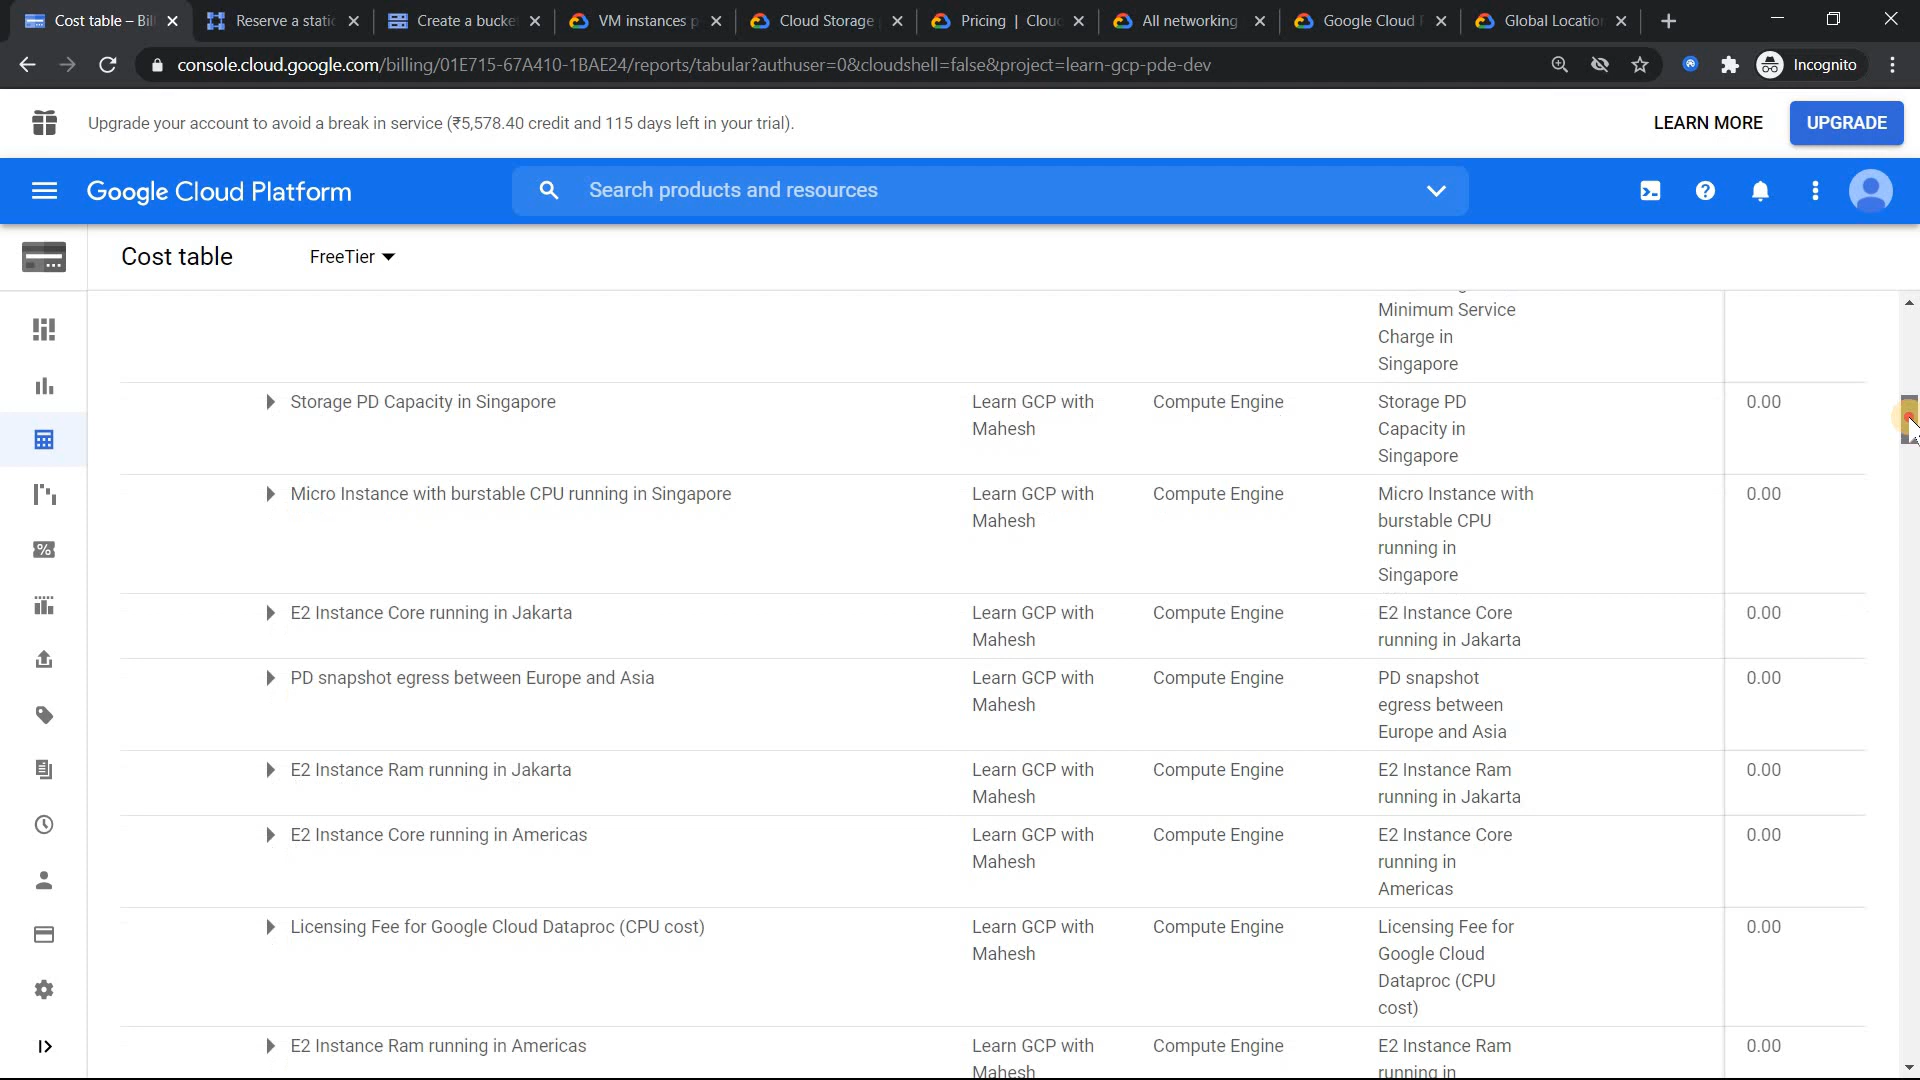 Cost table – Bil
Reserve a static
Create a bucke
VM instances p
Cloud Storage
Pricing | Clou
All networking
Google Cloud
Global Locatio
console.cloud.google.com/billing/01E715-67A410-1BAE24/reports/tabular?authuser=0&cloudshell=false&project=learn-gcp-pde-dev
Incognito
Upgrade your account to avoid a break in service (₹5,578.40 credit and 115 days left in your trial).
LEARN MORE
UPGRADE
Google Cloud Platform
Search products and resources
Cost table
FreeTier
Minimum Service
Charge in
Singapore
Storage PD Capacity in Singapore
Learn GCP with
Mahesh
Compute Engine
Storage PD
Capacity in
Singapore
0.00
Micro Instance with burstable CPU running in Singapore
Learn GCP with
Mahesh
Compute Engine
Micro Instance with
burstable CPU
running in
Singapore
0.00
E2 Instance Core running in Jakarta
Learn GCP with
Mahesh
Compute Engine
E2 Instance Core
running in Jakarta
0.00
PD snapshot egress between Europe and Asia
Learn GCP with
Mahesh
Compute Engine
PD snapshot
egress between
Europe and Asia
0.00
E2 Instance Ram running in Jakarta
Learn GCP with
Mahesh
Compute Engine
E2 Instance Ram
running in Jakarta
0.00
E2 Instance Core running in Americas
Learn GCP with
Mahesh
Compute Engine
E2 Instance Core
running in
Americas
0.00
Licensing Fee for Google Cloud Dataproc (CPU cost)
Learn GCP with
Mahesh
Compute Engine
Licensing Fee for
Google Cloud
Dataproc (CPU
cost)
0.00
E2 Instance Ram running in Americas
Learn GCP with
Mahesh
Compute Engine
E2 Instance Ram
running in
0.00